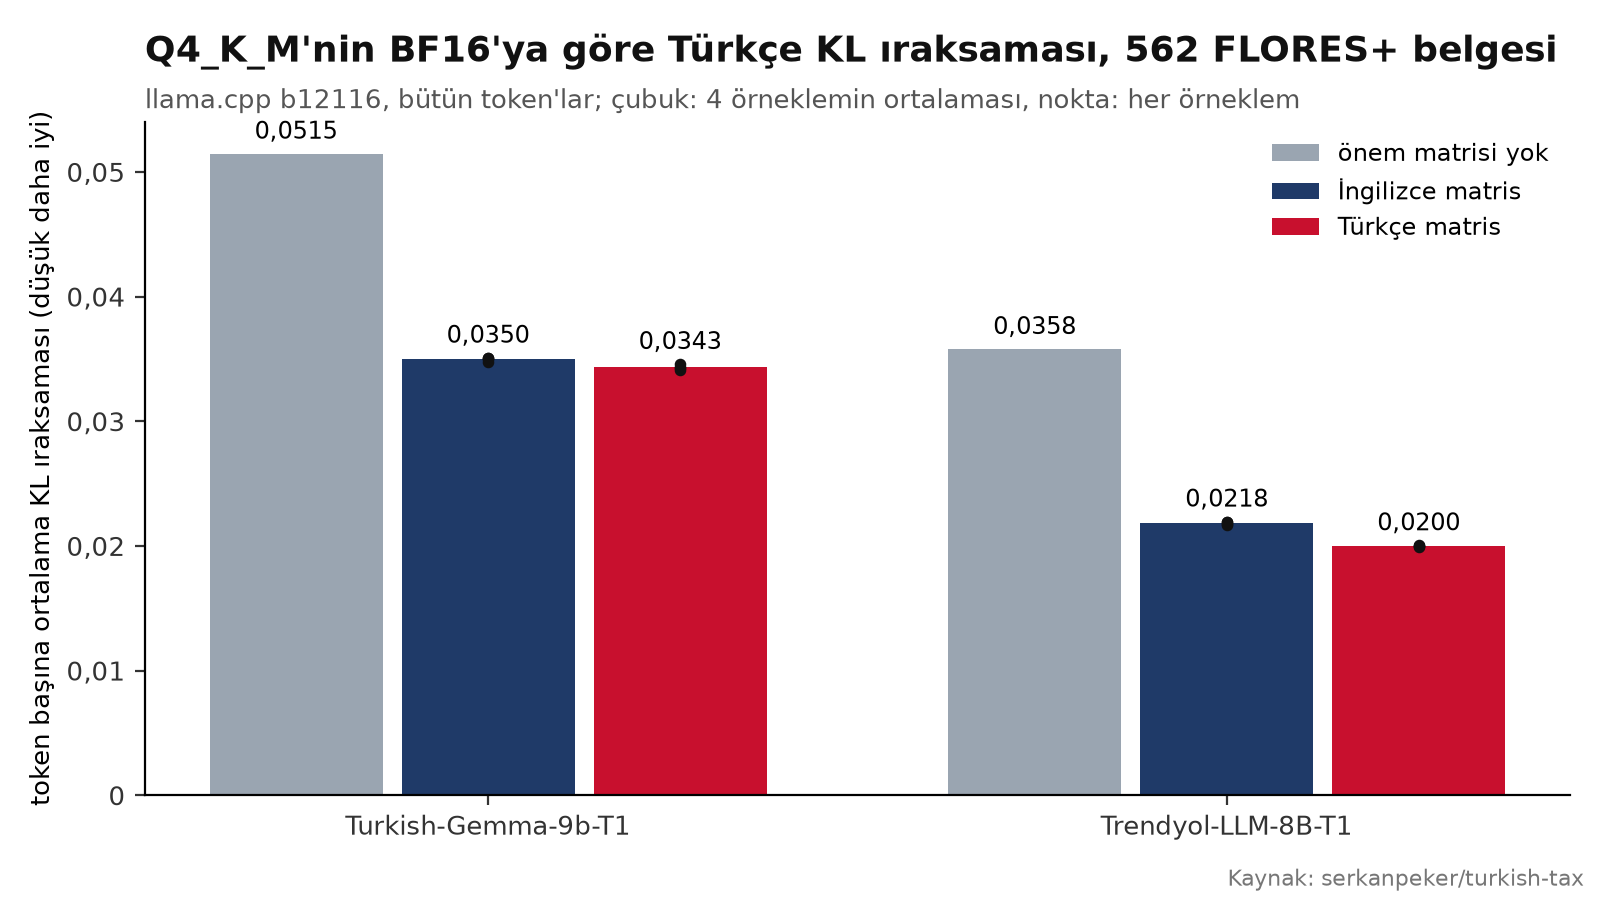 Q4_K_M'nin BF16'ya göre Türkçe KL ıraksaması, 562 FLORES+ belgesi
llama.cpp b12116, bütün token'lar; çubuk: 4 örneklemin ortalaması, nokta: her örneklem
token başına ortalama KL ıraksaması (düşük daha iyi)
0,05
0,04
0,03
0,02
0,01
0
0,0515
0,0350
0,0343
0,0358
0,0218
0,0200
önem matrisi yok
İngilizce matris
Türkçe matris
Turkish-Gemma-9b-T1
Trendyol-LLM-8B-T1
Kaynak: serkanpeker/turkish-tax